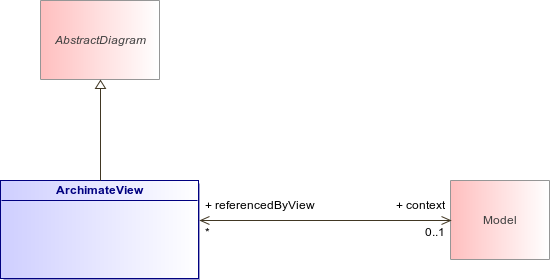 AbstractDiagram
ArchimateView
+ referencedByView
+ context
*
0..1
Model